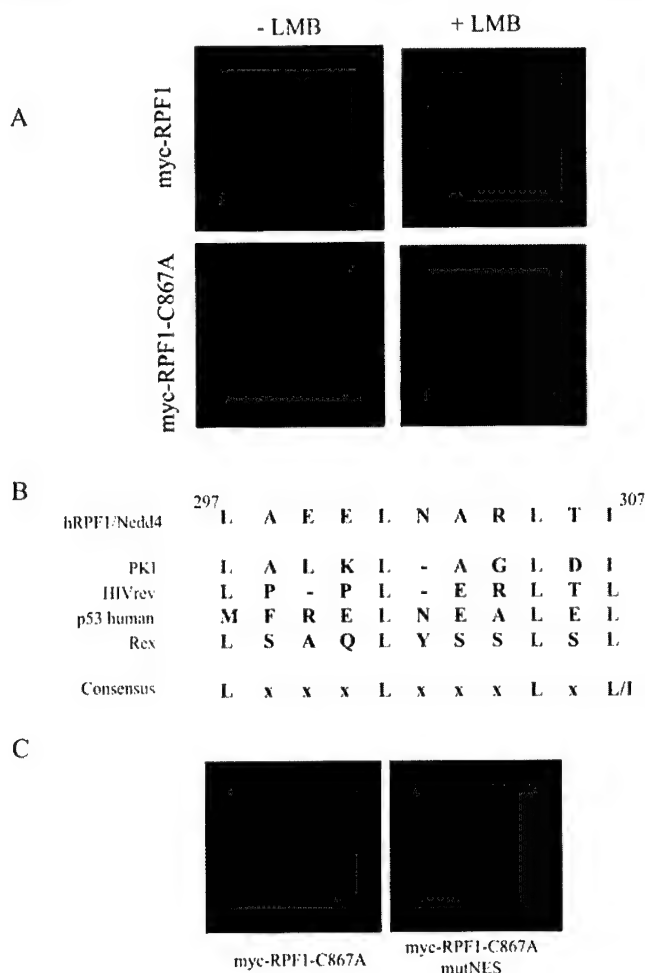 - LMB + LMB
A
myc-RPF1
myc-RPF1-C867A
B
hRPF1/Nedd4 297 L A E E L N A R L T I 307
PKI L A L K L - A G L D I
HIVrev L P - P L - E R L T L
p53 human M F R E L N E A L E L
Rex L S A Q L Y S S L S L
Consensus L x x x L x x x L x L/I
C
myc-RPF1-C867A myc-RPF1-C867A
mutNES